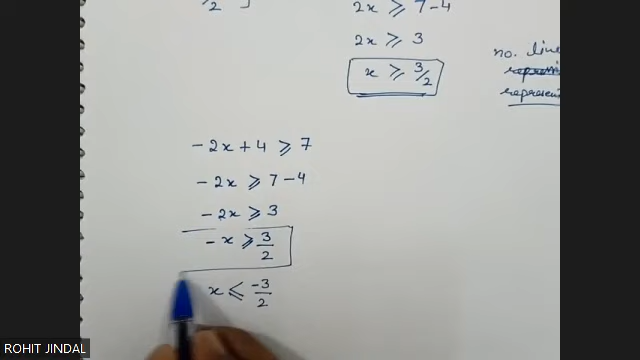 2x ≥ 7-4
2x ≥ 3
x ≥ 3/2
no. line
-2x + 4 ≥ 7
-2x ≥ 7-4
-2x ≥ 3
-x ≥ 3/2
x ≤ -3/2
ROHIT JINDAL